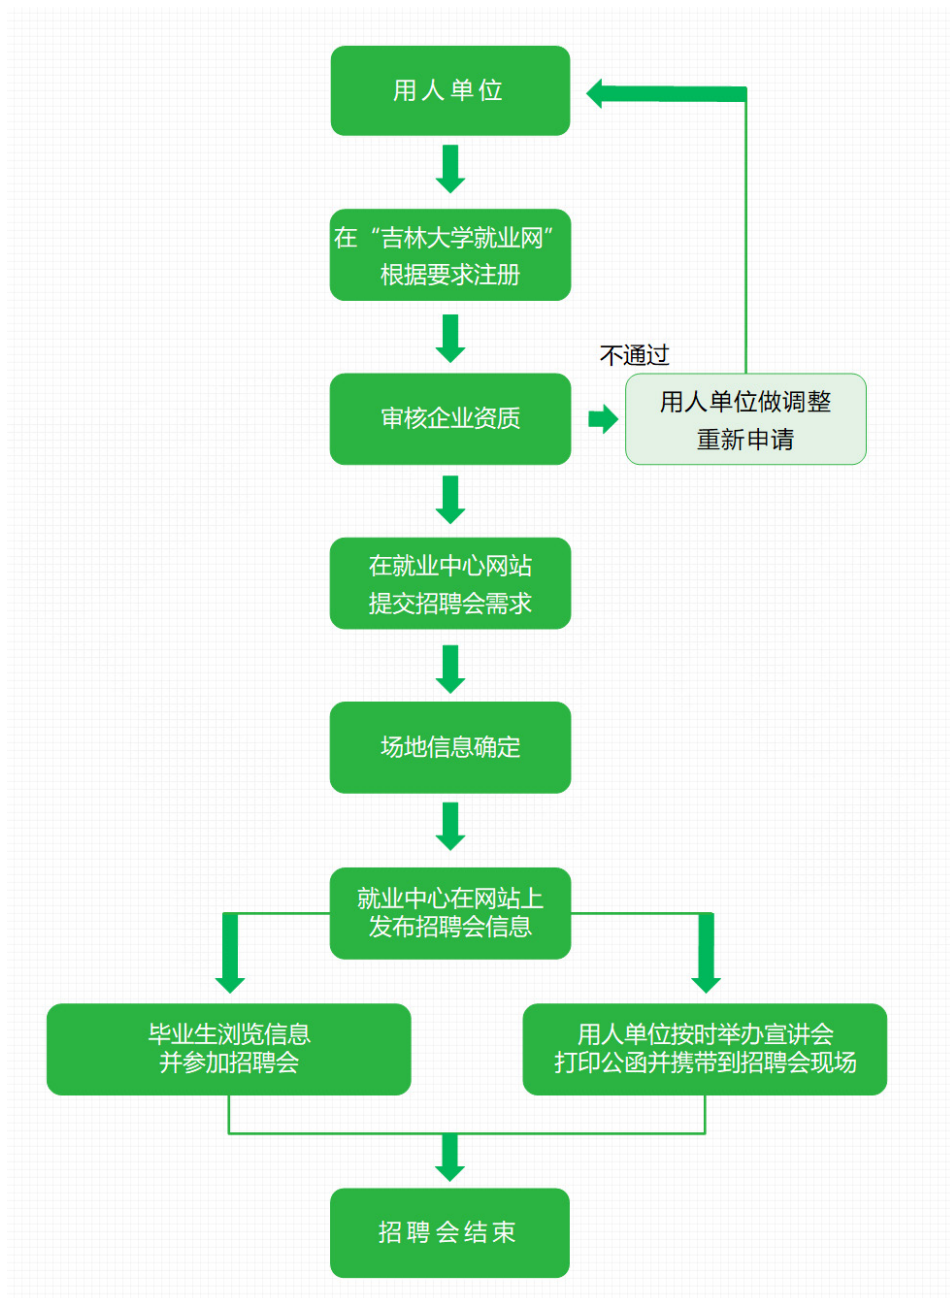 用人单位
在“吉林大学就业网”
根据要求注册
不通过
审核企业资质
用人单位做调整
重新申请
在就业中心网站
提交招聘会需求
场地信息确定
就业中心在网站上
发布招聘会信息
毕业生浏览信息
并参加招聘会
用人单位按时举办宣讲会
打印公函并携带到招聘会现场
招聘会结束